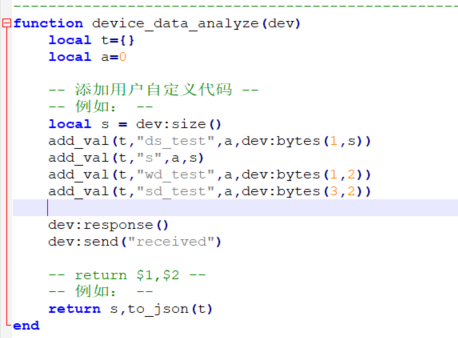 function device_data_analyze(dev)
local t={}
local a=0
-- 添加用户自定义代码 --
-- 例如： --
local s = dev:size()
add_val(t,"ds_test",a,dev:bytes(1,s))
add_val(t,"s",a,s)
add_val(t,"wd_test",a,dev:bytes(1,2))
add_val(t,"sd_test",a,dev:bytes(3,2))
dev:response()
dev:send("received")
-- return $1,$2 --
-- 例如： --
return s,to_json(t)
end